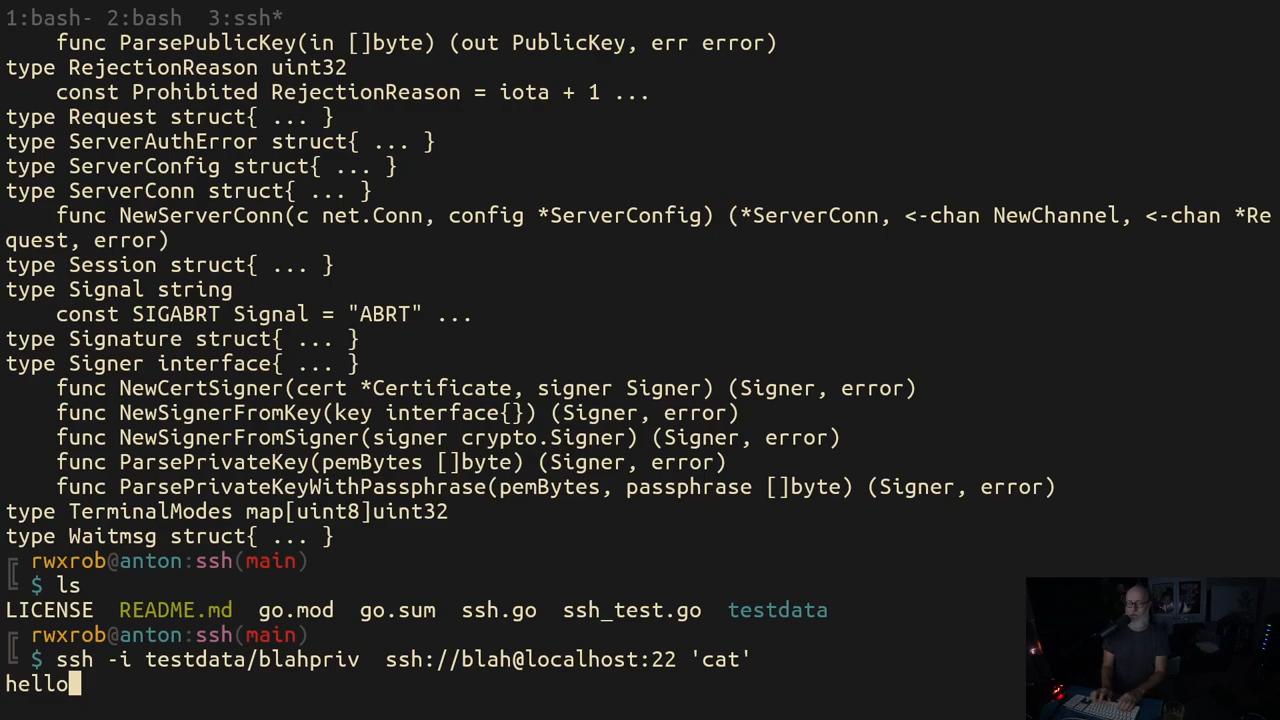 1:bash- 2:bash  3:ssh*
    func ParsePublicKey(in []byte) (out PublicKey, err error)
type RejectionReason uint32
    const Prohibited RejectionReason = iota + 1 ...
type Request struct{ ... }
type ServerAuthError struct{ ... }
type ServerConfig struct{ ... }
type ServerConn struct{ ... }
    func NewServerConn(c net.Conn, config *ServerConfig) (*ServerConn, <-chan NewChannel, <-chan *Re
quest, error)
type Session struct{ ... }
type Signal string
    const SIGABRT Signal = "ABRT" ...
type Signature struct{ ... }
type Signer interface{ ... }
    func NewCertSigner(cert *Certificate, signer Signer) (Signer, error)
    func NewSignerFromKey(key interface{}) (Signer, error)
    func NewSignerFromSigner(signer crypto.Signer) (Signer, error)
    func ParsePrivateKey(pemBytes []byte) (Signer, error)
    func ParsePrivateKeyWithPassphrase(pemBytes, passphrase []byte) (Signer, error)
type TerminalModes map[uint8]uint32
type Waitmsg struct{ ... }
╔ rwxrob@anton:ssh(main)
╚ $ ls
LICENSE  README.md  go.mod  go.sum  ssh.go  ssh_test.go  testdata
╔ rwxrob@anton:ssh(main)
╚ $ ssh -i testdata/blahpriv  ssh://blah@localhost:22 'cat'
hello